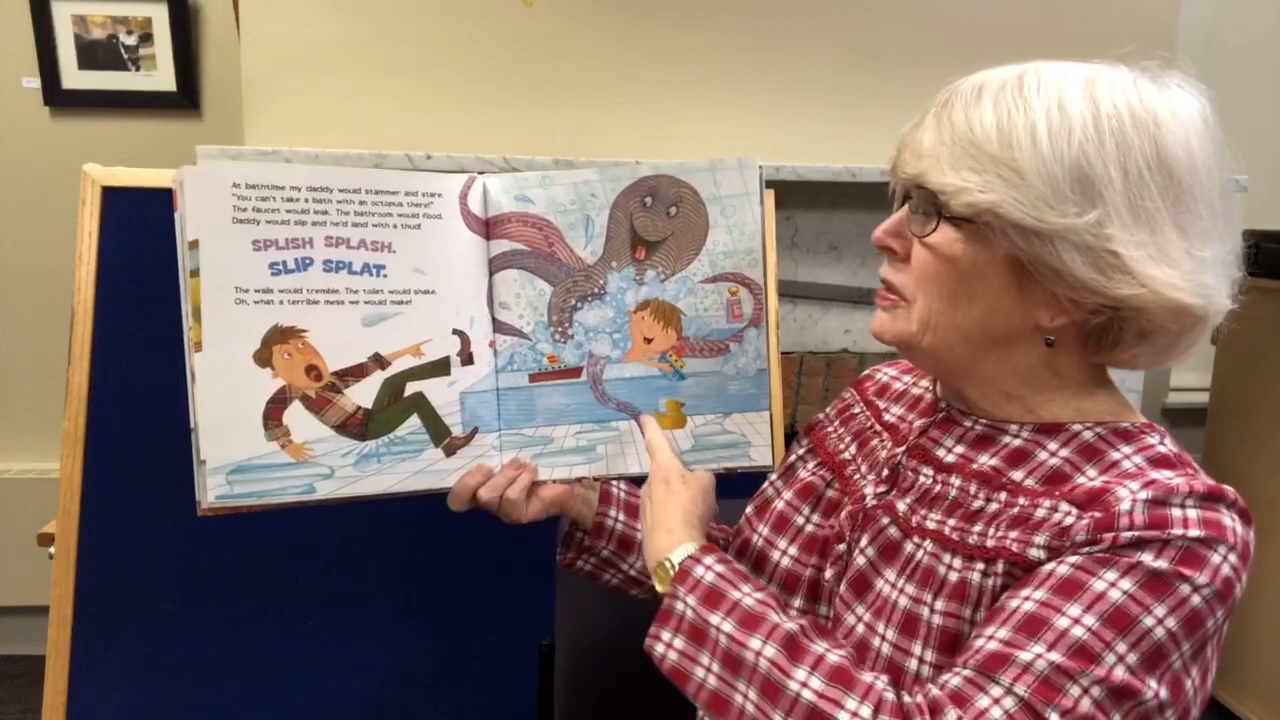 At bathtime my daddy would stammer and stare.
"You can't take a bath with an octopus there!"
The faucet would leak. The bathroom would flood.
Daddy would slip and he'd land with a thud!
SPLISH SPLASH.
SLIP SPLAT.
The walls would tremble. The toilet would shake.
Oh, what a terrible mess we would make!